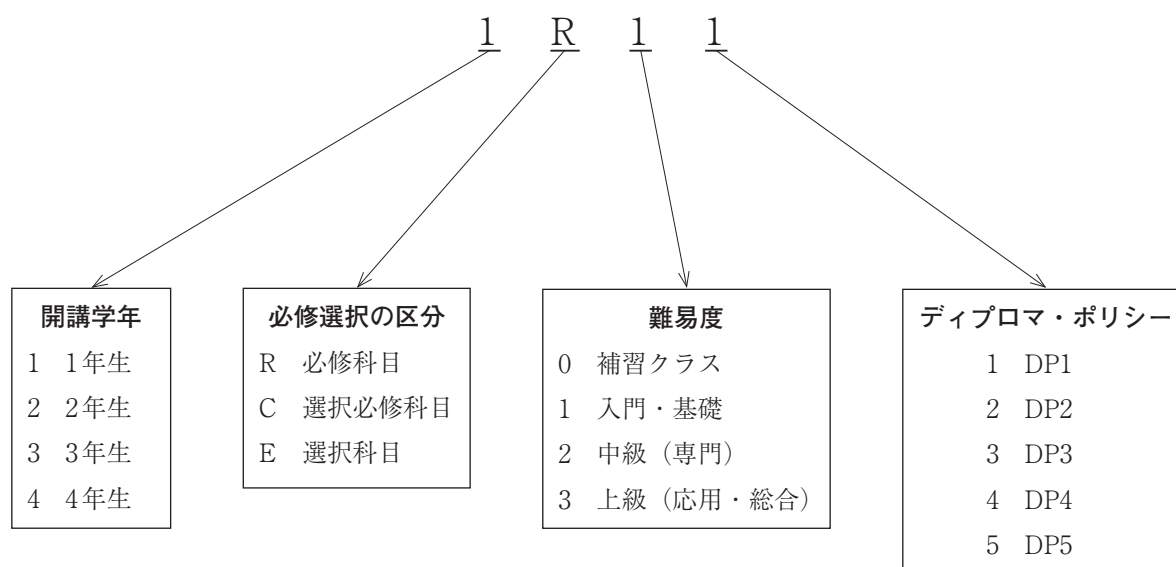 1 R 1 1
開講学年
1 1年生
2 2年生
3 3年生
4 4年生
必修選択の区分
R 必修科目
C 選択必修科目
E 選択科目
難易度
0 補習クラス
1 入門・基礎
2 中級（専門）
3 上級（応用・総合）
ディプロマ・ポリシー
1 DP1
2 DP2
3 DP3
4 DP4
5 DP5